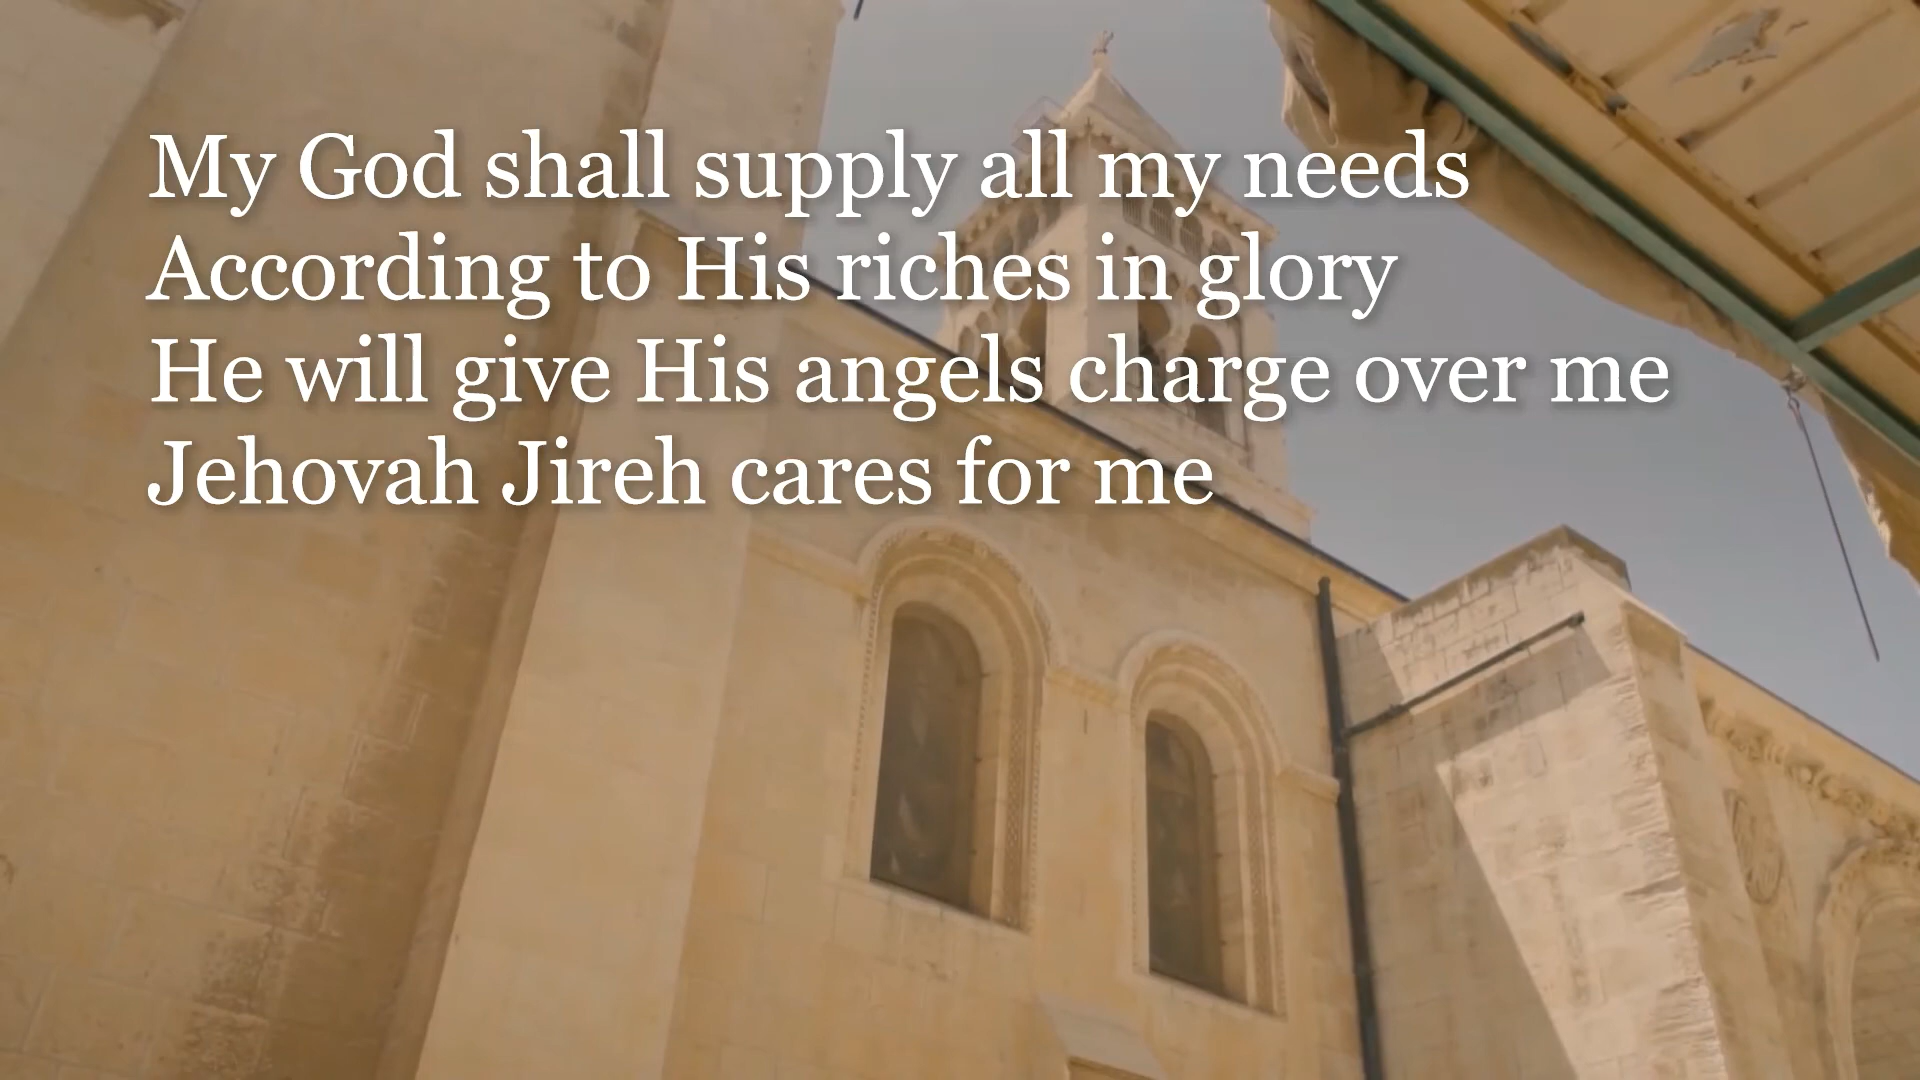 My God shall supply all my needs
According to His riches in glory
He will give His angels charge over me
Jehovah Jireh cares for me